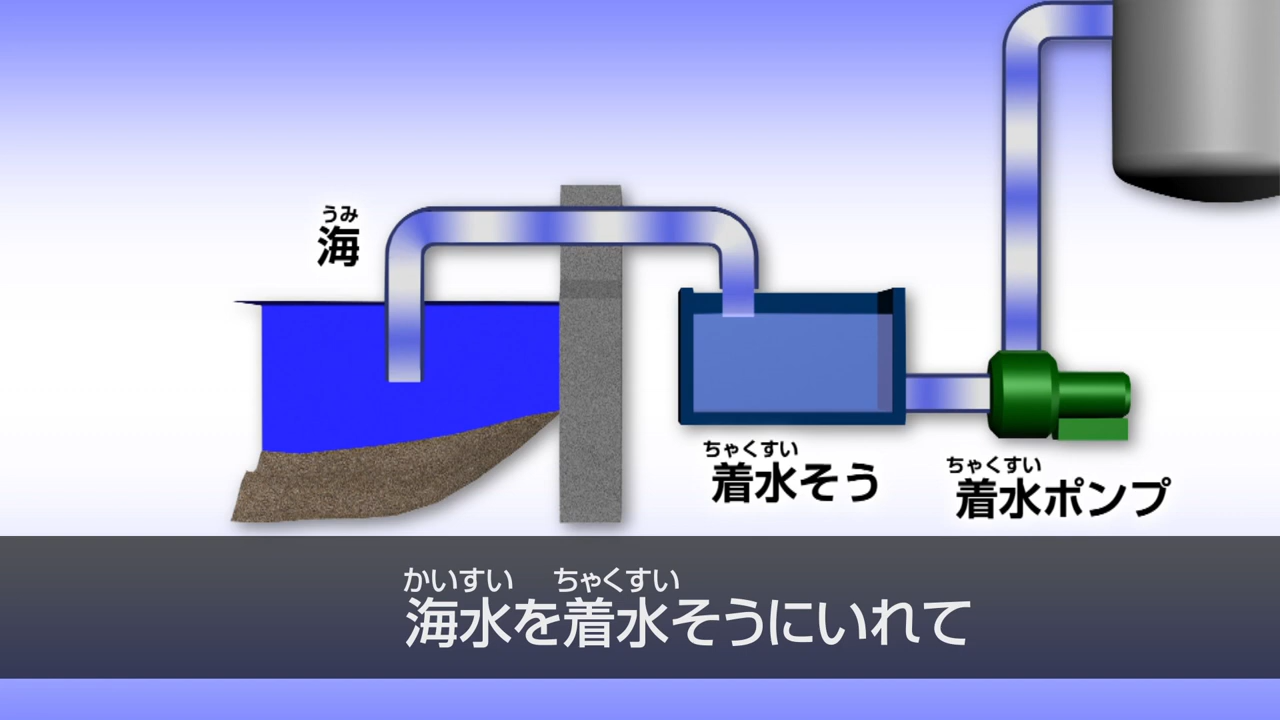 うみ
海
ちゃくすい
着水そう
ちゃくすい
着水ポンプ
かいすい ちゃくすい
海水を着水そうにいれて